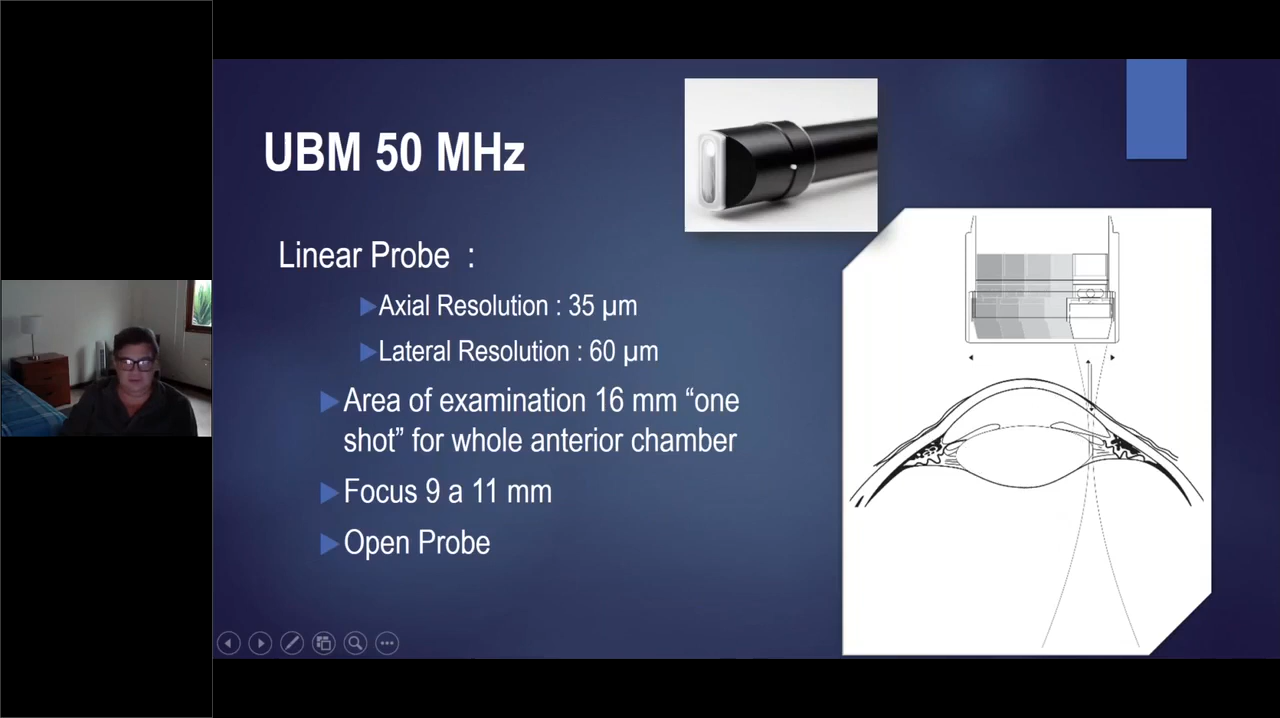 UBM 50 MHz
Linear Probe :
Axial Resolution : 35 µm
Lateral Resolution : 60 µm
Area of examination 16 mm “one
shot” for whole anterior chamber
Focus 9 a 11 mm
Open Probe